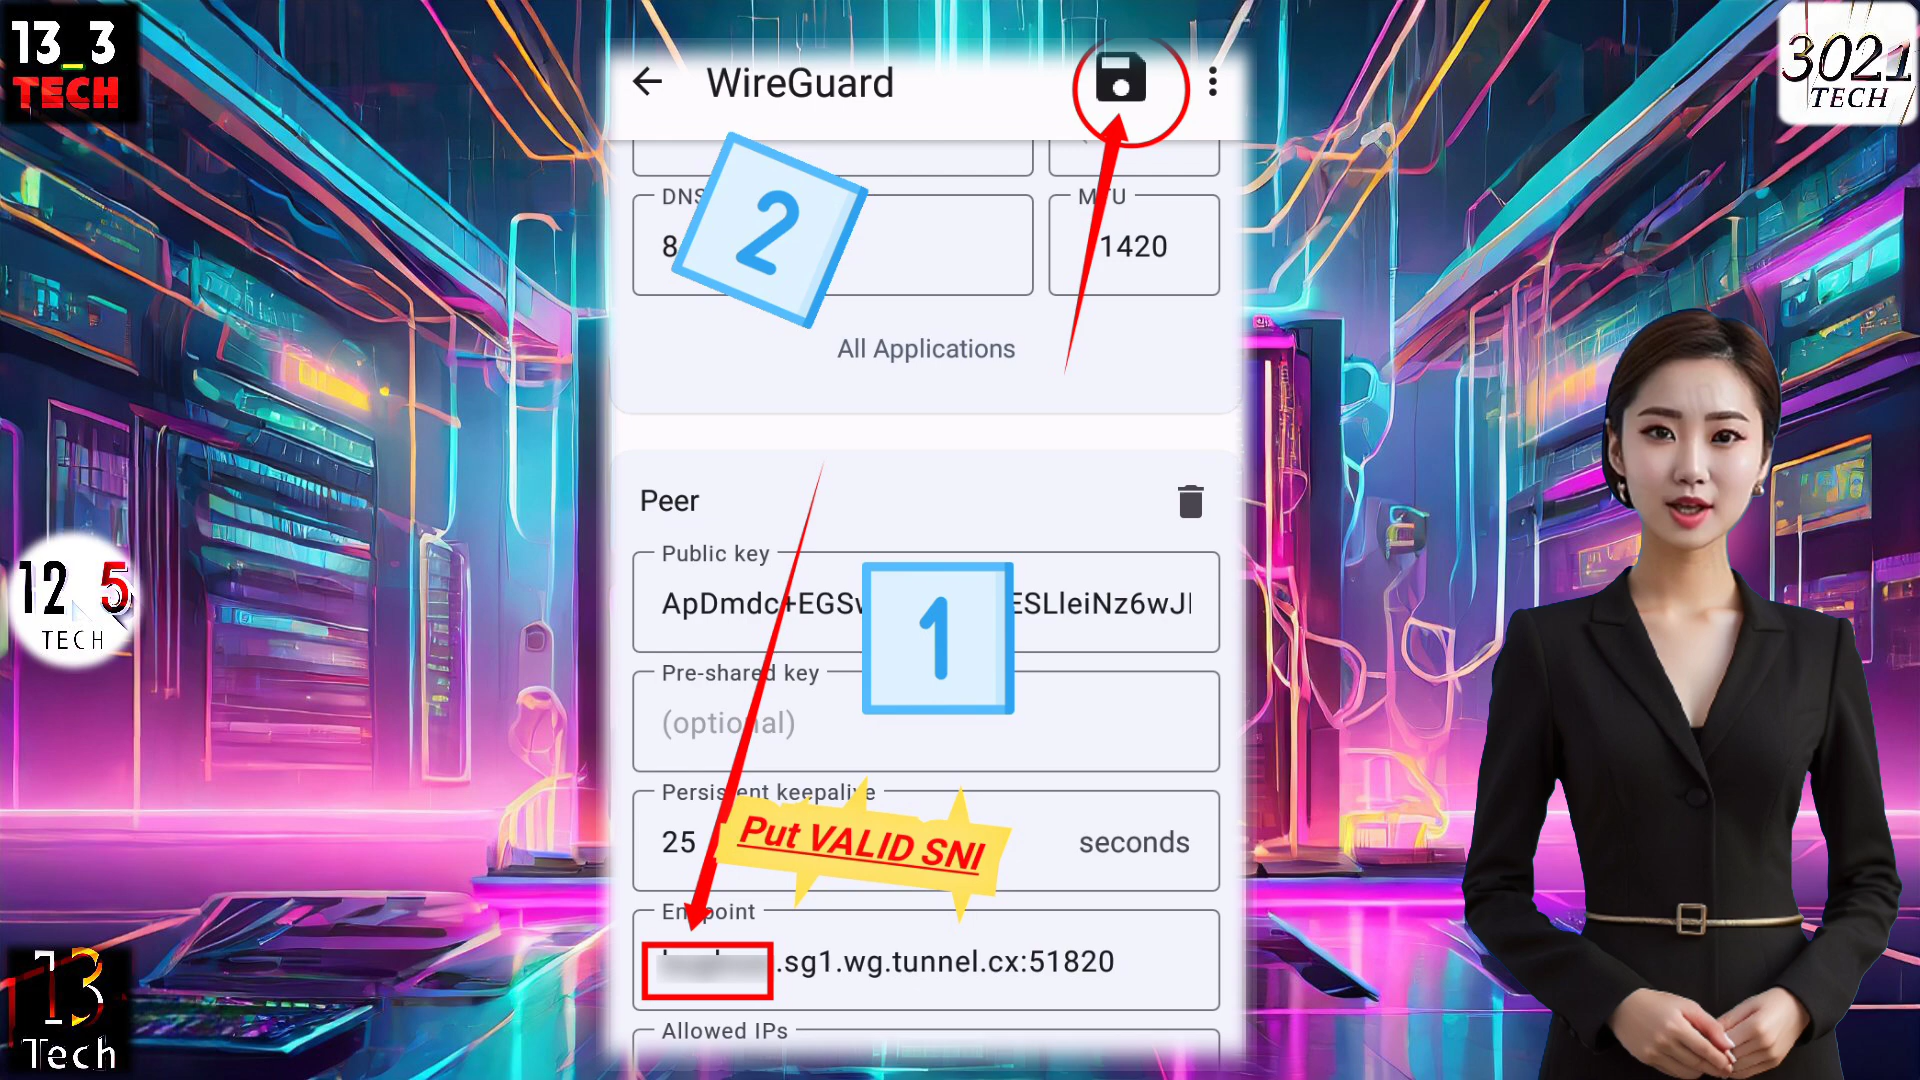 13_3
TECH
3021
TECH
WireGuard
2
DNS
8
MTU
1420
All Applications
Peer
Public key
1
Pre-shared key
(optional)
Persistent keepalive
25
seconds
Put VALID SNI
Endpoint
.sg1.wg.tunnel.cx:51820
Allowed IPs
12 5
TECH
13
Tech